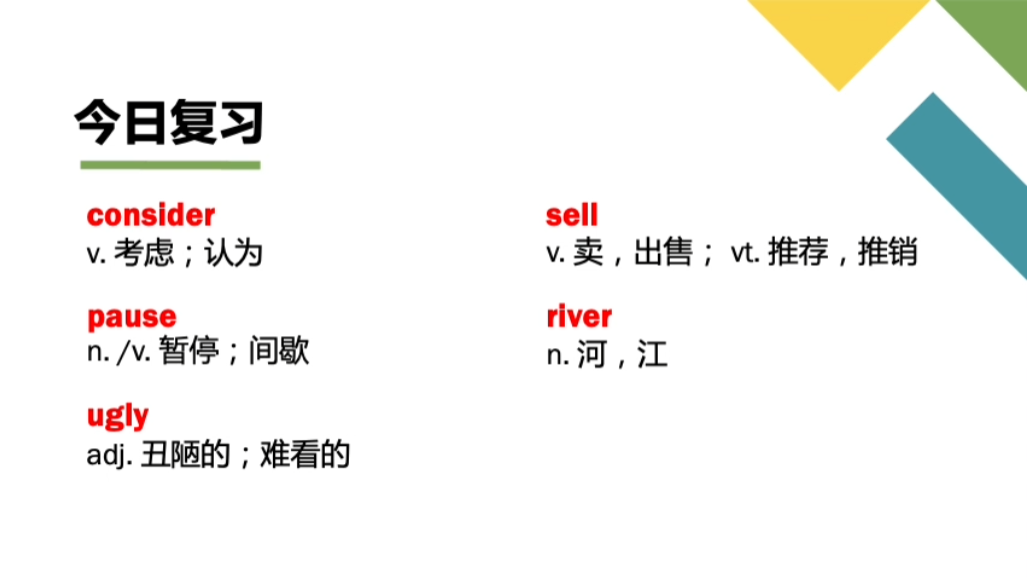 今日复习
consider
v. 考虑；认为
pause
n. /v. 暂停；间歇
ugly
adj. 丑陋的；难看的
sell
v. 卖，出售； vt. 推荐，推销
river
n. 河，江